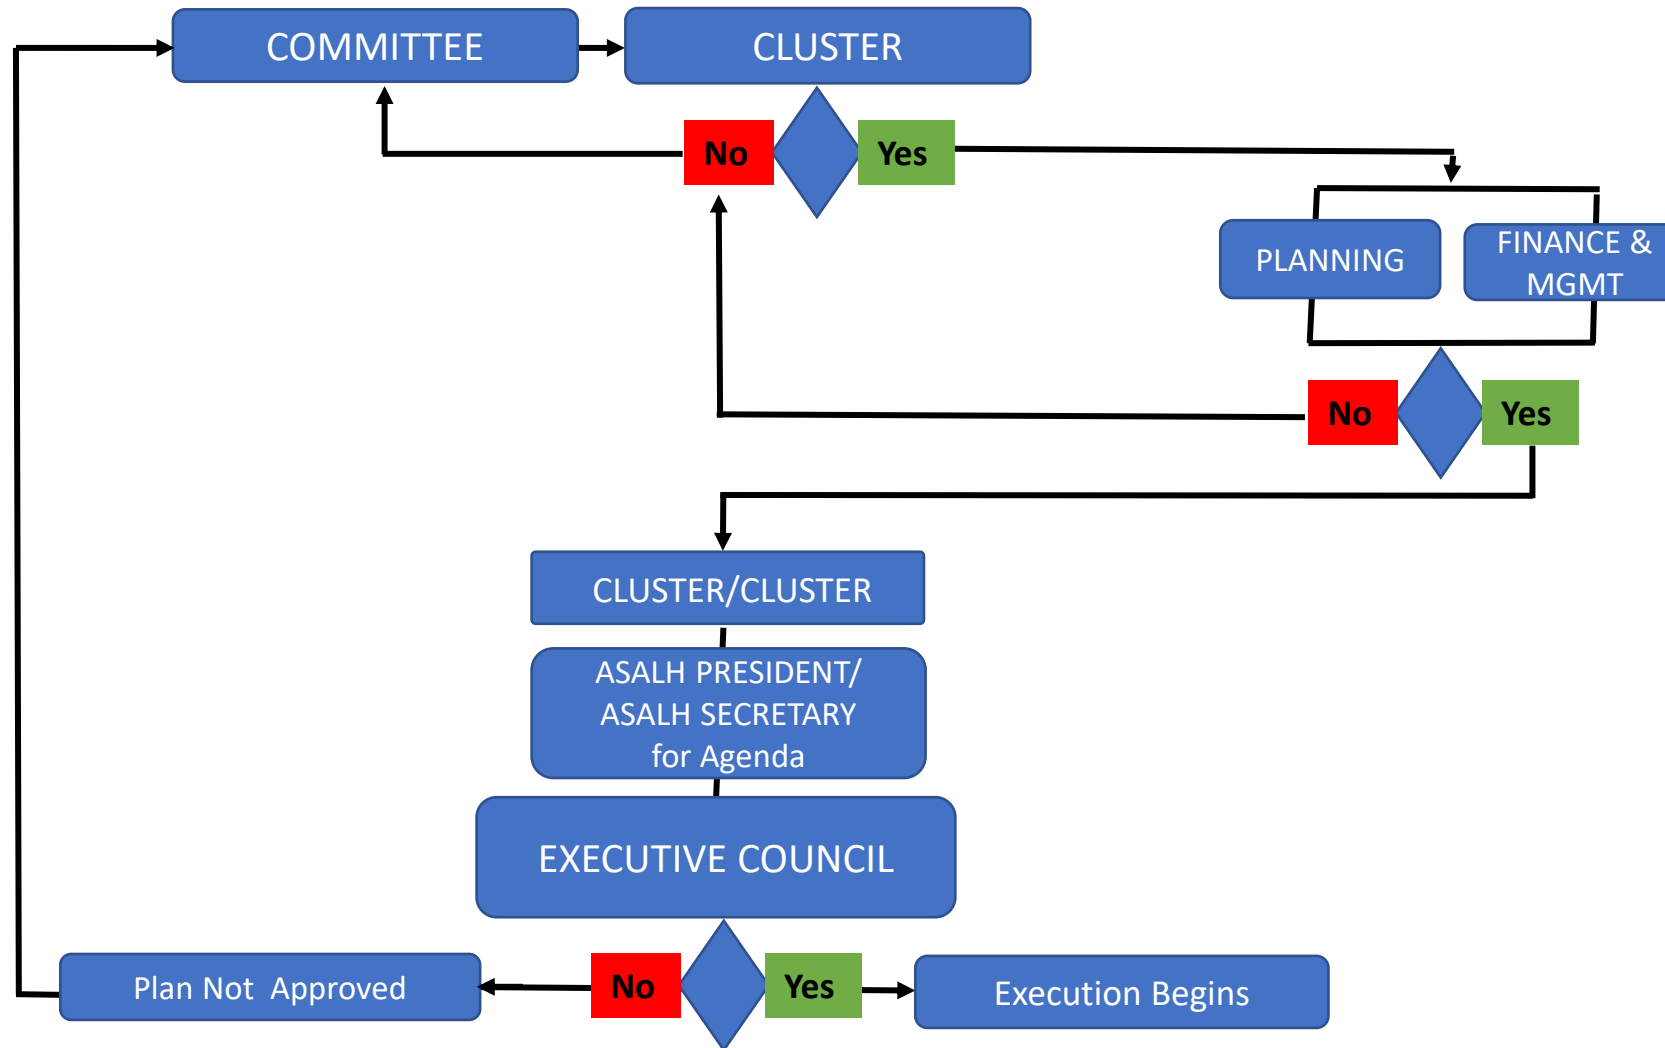 COMMITTEE
CLUSTER
No
Yes
PLANNING
FINANCE &
MGMT
No
Yes
CLUSTER/CLUSTER
ASALH PRESIDENT/
ASALH SECRETARY
for Agenda
EXECUTIVE COUNCIL
Plan Not  Approved
No
Yes
Execution Begins